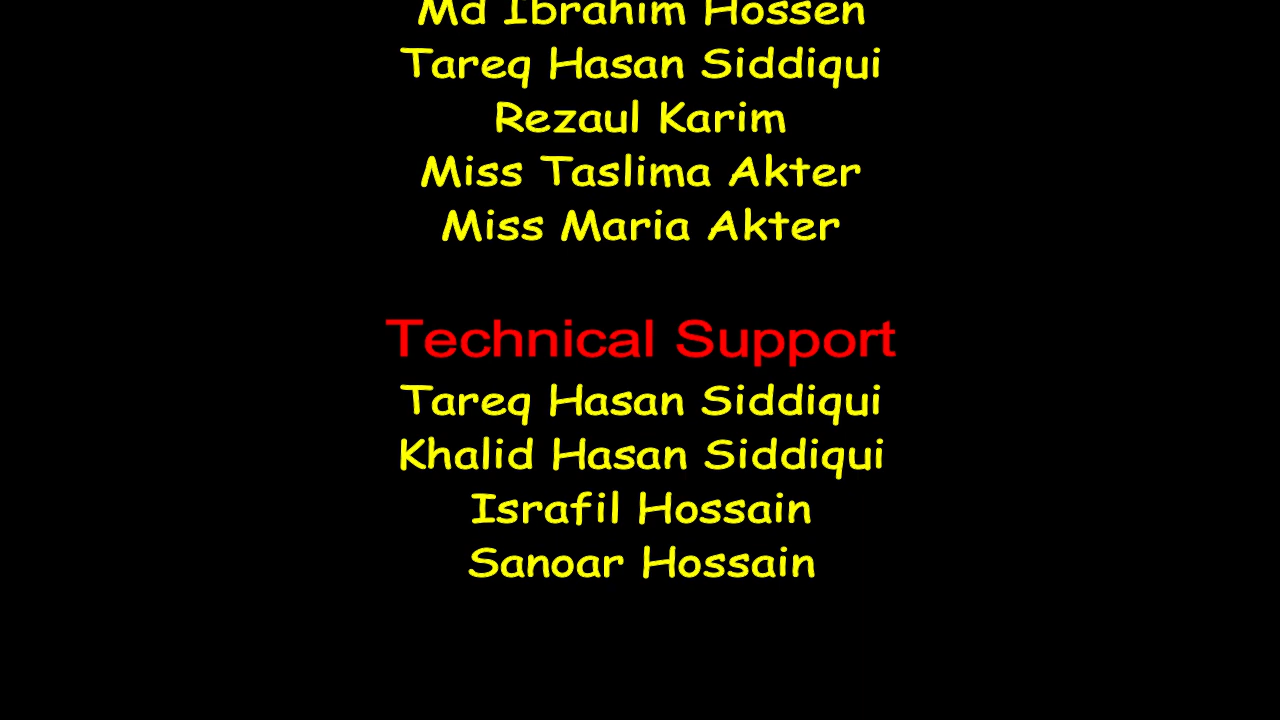 Md Ibrahim Hossen
Tareq Hasan Siddiqui
Rezaul Karim
Miss Taslima Akter
Miss Maria Akter
Technical Support
Tareq Hasan Siddiqui
Khalid Hasan Siddiqui
Israfil Hossain
Sanoar Hossain